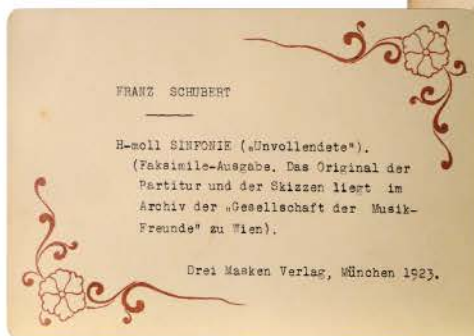 FRANZ SCHUBERT
H-moll SINFONIE („Unvollendete").
(Faksimile-Ausgabe. Das Original der
Partitur und der Skizzen liegt im
Archiv der „Gesellschaft der Musik-
Freunde" zu Wien).
Drei Masken Verlag, München 1923.